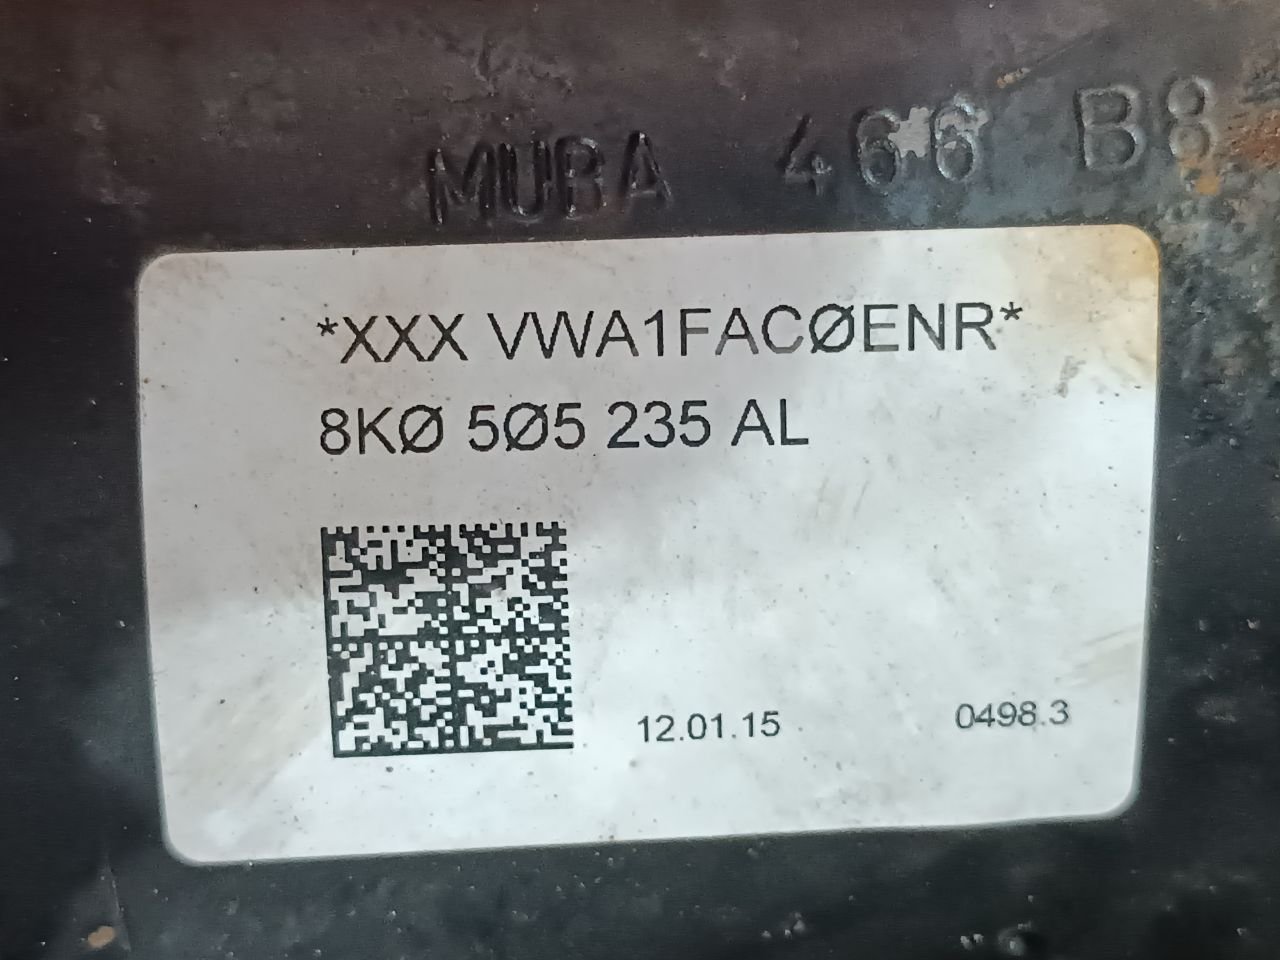 MUBA 466 B8
*XXX VWA1FACØENR*
8KØ 5Ø5 235 AL
12.01.15 0498.3